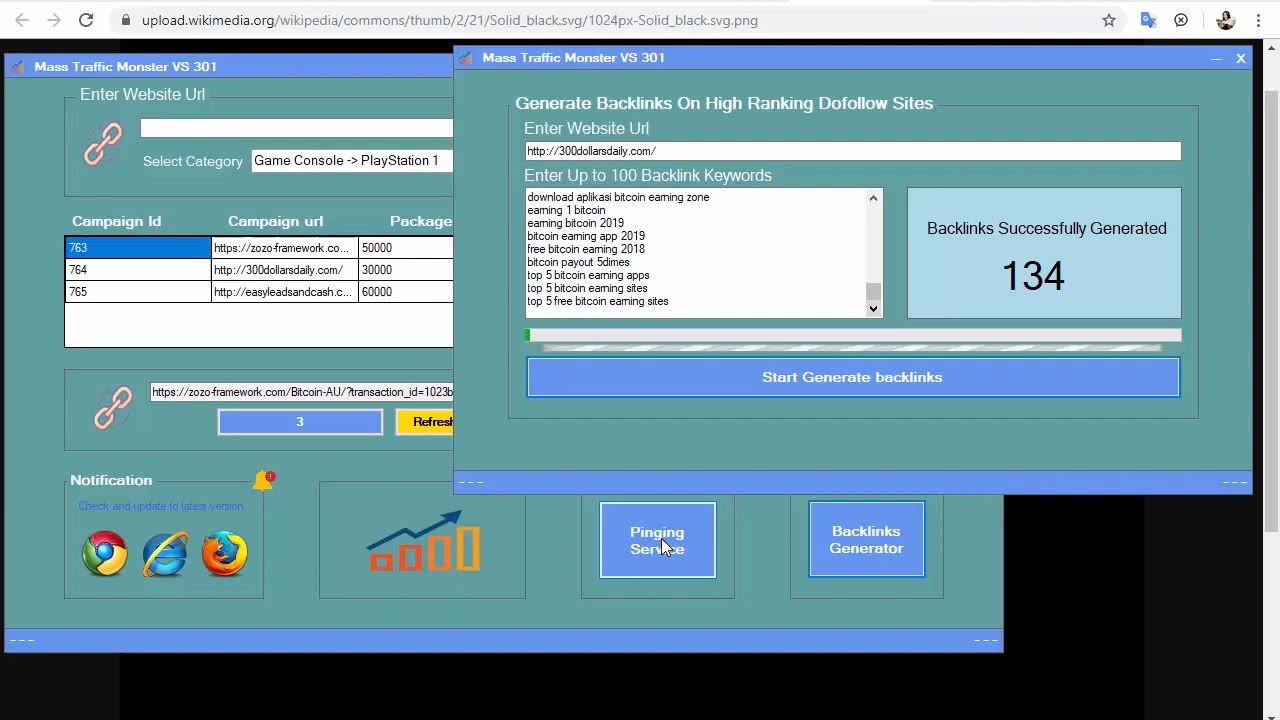 upload.wikimedia.org/wikipedia/commons/thumb/2/21/Solid_black.svg/1024px-Solid_black.svg.png
Mass Traffic Monster VS 301
Enter Website Url
Select Category
Game Console -> PlayStation 1
Campaign Id Campaign url Package
763 https://zozo-framework.co... 50000
764 http://300dollarsdaily.com/ 30000
765 http://easyleadsandcash.c... 60000
https://zozo-framework.com/Bitcoin-AU/?transaction_id=1023b
3
Refresh
Notification
Check and update to latest version
Pinging
Service
Backlinks
Generator
- - -
- - -
Mass Traffic Monster VS 301
X
Generate Backlinks On High Ranking Dofollow Sites
Enter Website Url
http://300dollarsdaily.com/
Enter Up to 100 Backlink Keywords
download aplikasi bitcoin earning zone
earning 1 bitcoin
earning bitcoin 2019
bitcoin earning app 2019
free bitcoin earning 2018
bitcoin payout 5dimes
top 5 bitcoin earning apps
top 5 bitcoin earning sites
top 5 free bitcoin earning sites
Backlinks Successfully Generated
134
Start Generate backlinks
- - -
- - -